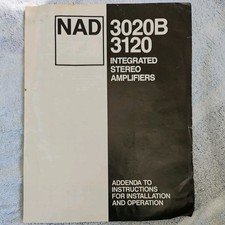 NAD
3020B
3120
INTEGRATED
STEREO
AMPLIFIERS
ADDENDA TO
INSTRUCTIONS
FOR INSTALLATION
AND OPERATION